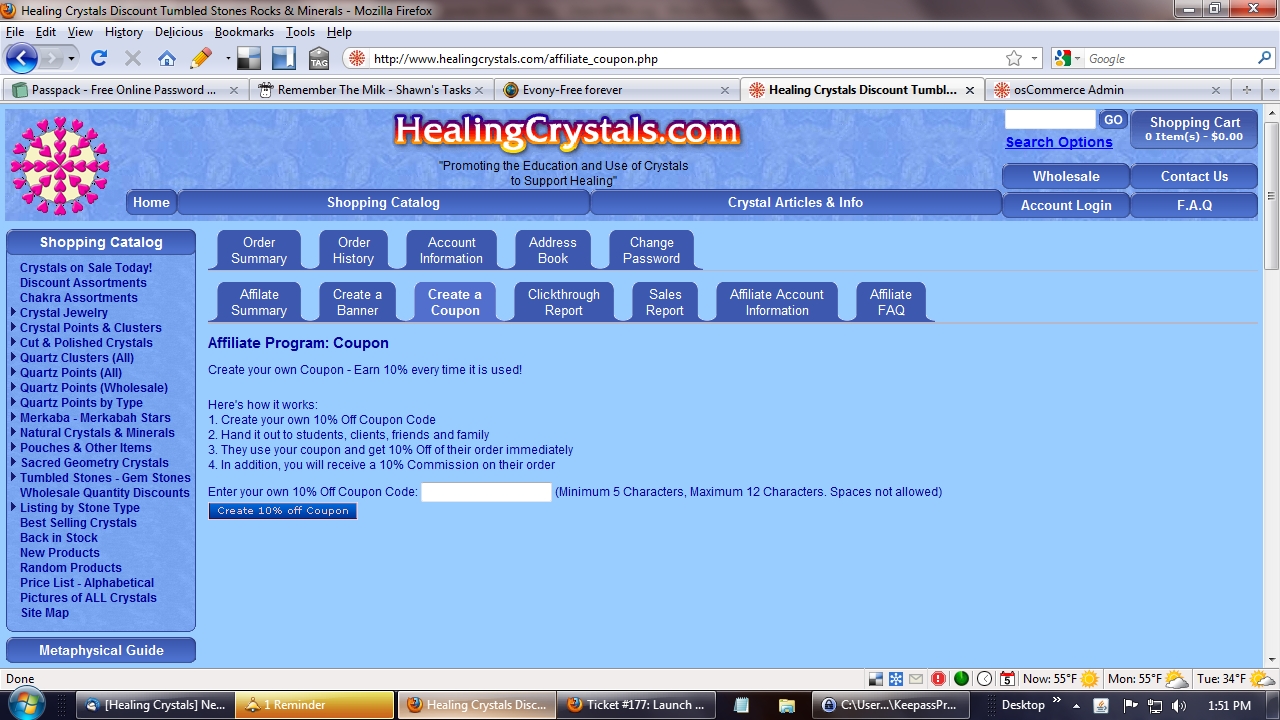 Healing Crystals Discount Tumbled Stones Rocks & Minerals - Mozilla Firefox
File Edit View History Delicious Bookmarks Tools Help
TAG
http://www.healingcrystals.com/affiliate_coupon.php
Google
Passpack - Free Online Password ...
Remember The Milk - Shawn's Tasks
Evony-Free forever
Healing Crystals Discount Tumbl...
osCommerce Admin
HealingCrystals.com
"Promoting the Education and Use of Crystals
to Support Healing"
GO
Search Options
Shopping Cart
0 Item(s) - $0.00
Wholesale
Contact Us
Home
Shopping Catalog
Crystal Articles & Info
Account Login
F.A.Q
Shopping Catalog
Crystals on Sale Today!
Discount Assortments
Chakra Assortments
Crystal Jewelry
Crystal Points & Clusters
Cut & Polished Crystals
Quartz Clusters (All)
Quartz Points (All)
Quartz Points (Wholesale)
Quartz Points by Type
Merkaba - Merkabah Stars
Natural Crystals & Minerals
Pouches & Other Items
Sacred Geometry Crystals
Tumbled Stones - Gem Stones
Wholesale Quantity Discounts
Listing by Stone Type
Best Selling Crystals
Back in Stock
New Products
Random Products
Price List - Alphabetical
Pictures of ALL Crystals
Site Map
Metaphysical Guide
Order
Summary
Order
History
Account
Information
Address
Book
Change
Password
Affilate
Summary
Create a
Banner
Create a
Coupon
Clickthrough
Report
Sales
Report
Affiliate Account
Information
Affiliate
FAQ
Affiliate Program: Coupon
Create your own Coupon - Earn 10% every time it is used!
Here's how it works:
1. Create your own 10% Off Coupon Code
2. Hand it out to students, clients, friends and family
3. They use your coupon and get 10% Off of their order immediately
4. In addition, you will receive a 10% Commission on their order
Enter your own 10% Off Coupon Code: (Minimum 5 Characters, Maximum 12 Characters. Spaces not allowed)
Create 10% off Coupon
Done
5
Now: 55°F
Mon: 55°F
Tue: 34°F
[Healing Crystals] Ne...
1 Reminder
Healing Crystals Disc...
Ticket #177: Launch ...
C:\User...\KeepassPr...
Desktop
1:51 PM